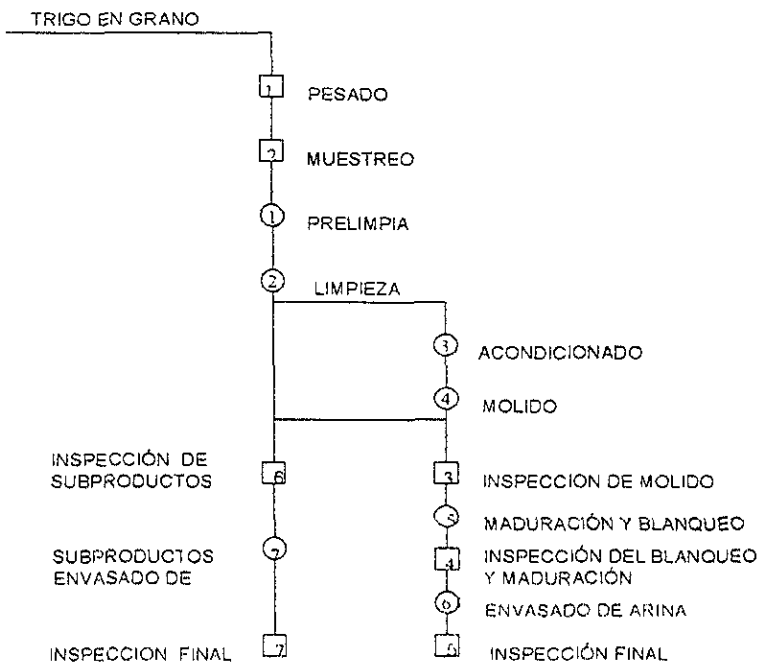 TRIGO EN GRANO
1 PESADO
2 MUESTREO
1 PRELIMPIA
2 LIMPIEZA
3 ACONDICIONADO
4 MOLIDO
INSPECCIÓN DE
SUBPRODUCTOS
6
3 INSPECCION DE MOLIDO
5 MADURACIÓN Y BLANQUEO
SUBPRODUCTOS
ENVASADO DE
7
4 INSPECCIÓN DEL BLANQUEO
Y MADURACIÓN
6 ENVASADO DE ARINA
INSPECCION FINAL 7
5 INSPECCIÓN FINAL